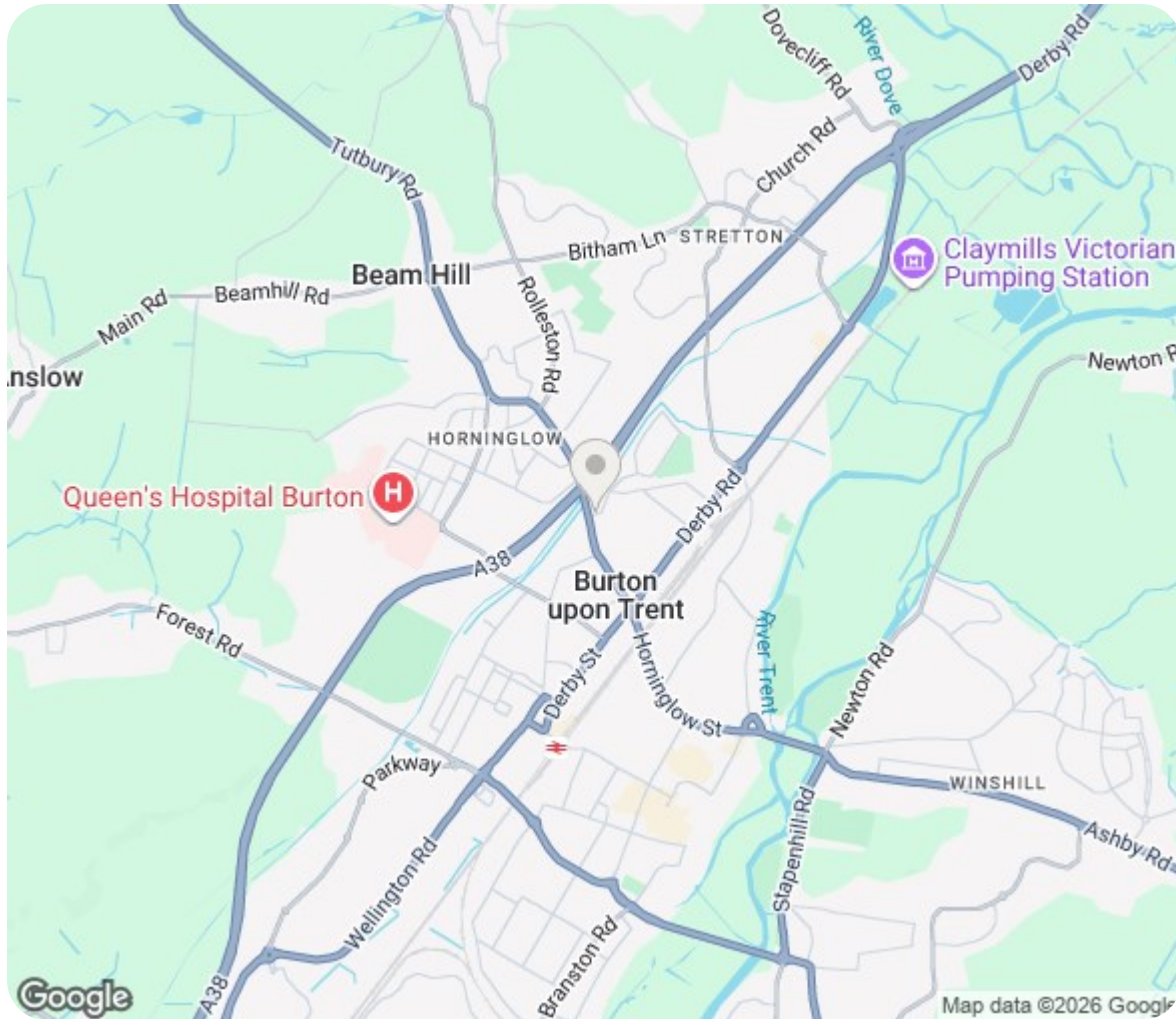 Dovecliff Rd
River Dove
Derby Rd
Tutbury Rd
Church Rd
Bitham Ln
STRETTON
Claymills Victorian
Pumping Station
Beam Hill
Beamhill Rd
Main Rd
Rolleston Rd
nslow
Newton R
HORNINGLOW
Queen's Hospital Burton
H
Derby Rd
A38
Burton
upon Trent
Forest Rd
River Trent
Horninglow St
Derby St
Newton Rd
Parkway
WINSHILL
Stapenhill Rd
Ashby Rd
Wellington Rd
Branston Rd
A38
Google
Map data ©2026 Google